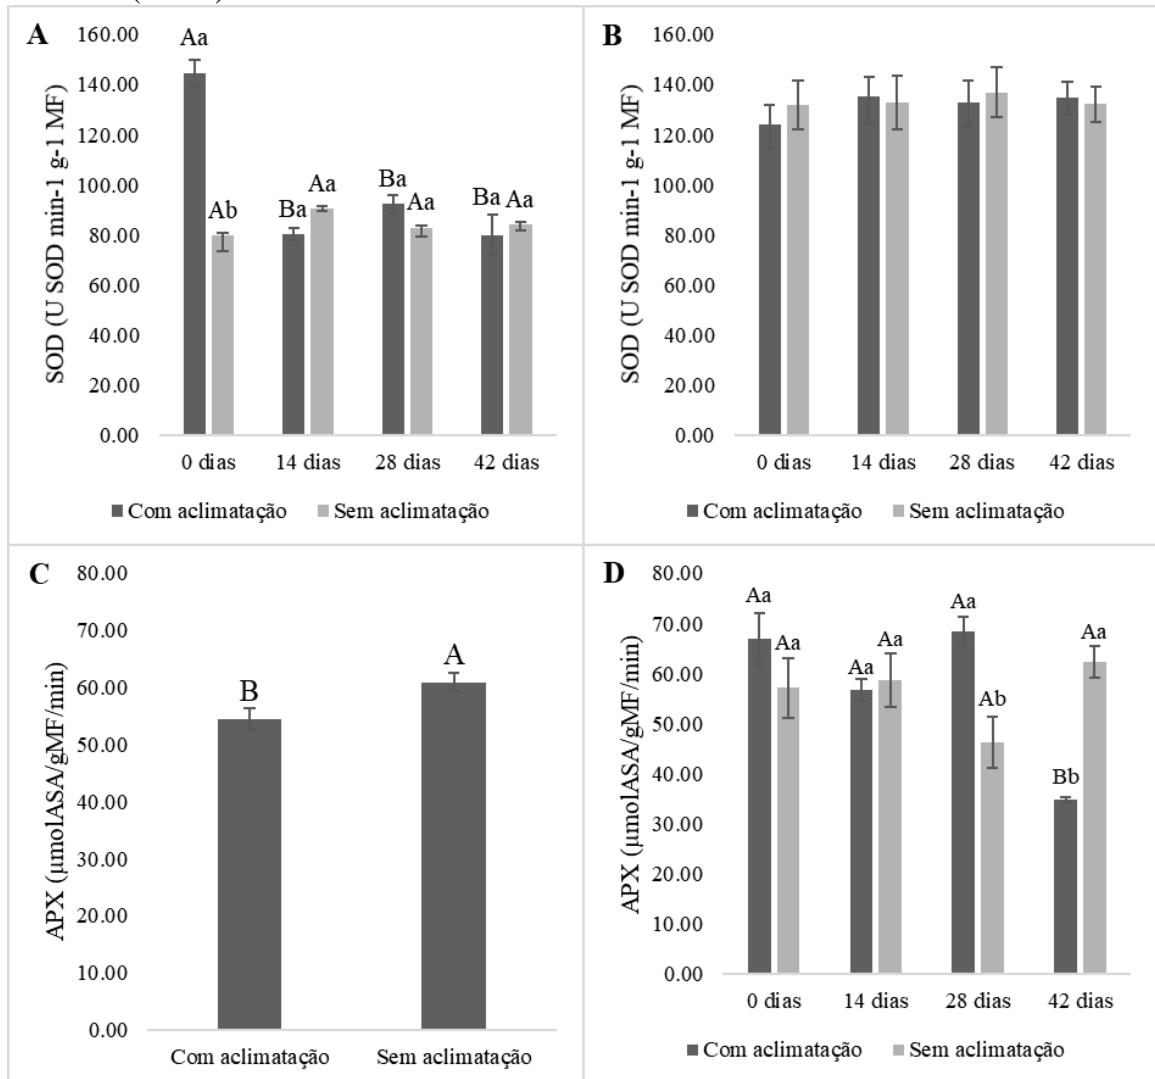 A
SOD (U SOD min-1 g-1 MF)
160.00
140.00
120.00
100.00
80.00
60.00
40.00
20.00
0.00
Aa
Ab
Ba
Aa
Ba
Aa
Ba
Aa
0 dias 14 dias 28 dias 42 dias
Com aclimatação Sem aclimatação
B
SOD (U SOD min-1 g-1 MF)
160.00
140.00
120.00
100.00
80.00
60.00
40.00
20.00
0.00
0 dias 14 dias 28 dias 42 dias
Com aclimatação Sem aclimatação
C
APX (µmolASA/gMF/min)
80.00
70.00
60.00
50.00
40.00
30.00
20.00
10.00
0.00
B
A
Com aclimatação Sem aclimatação
D
APX (µmolASA/gMF/min)
80.00
70.00
60.00
50.00
40.00
30.00
20.00
10.00
0.00
Aa
Aa
Aa
Aa
Aa
Ab
Bb
Aa
0 dias 14 dias 28 dias 42 dias
Com aclimatação Sem aclimatação